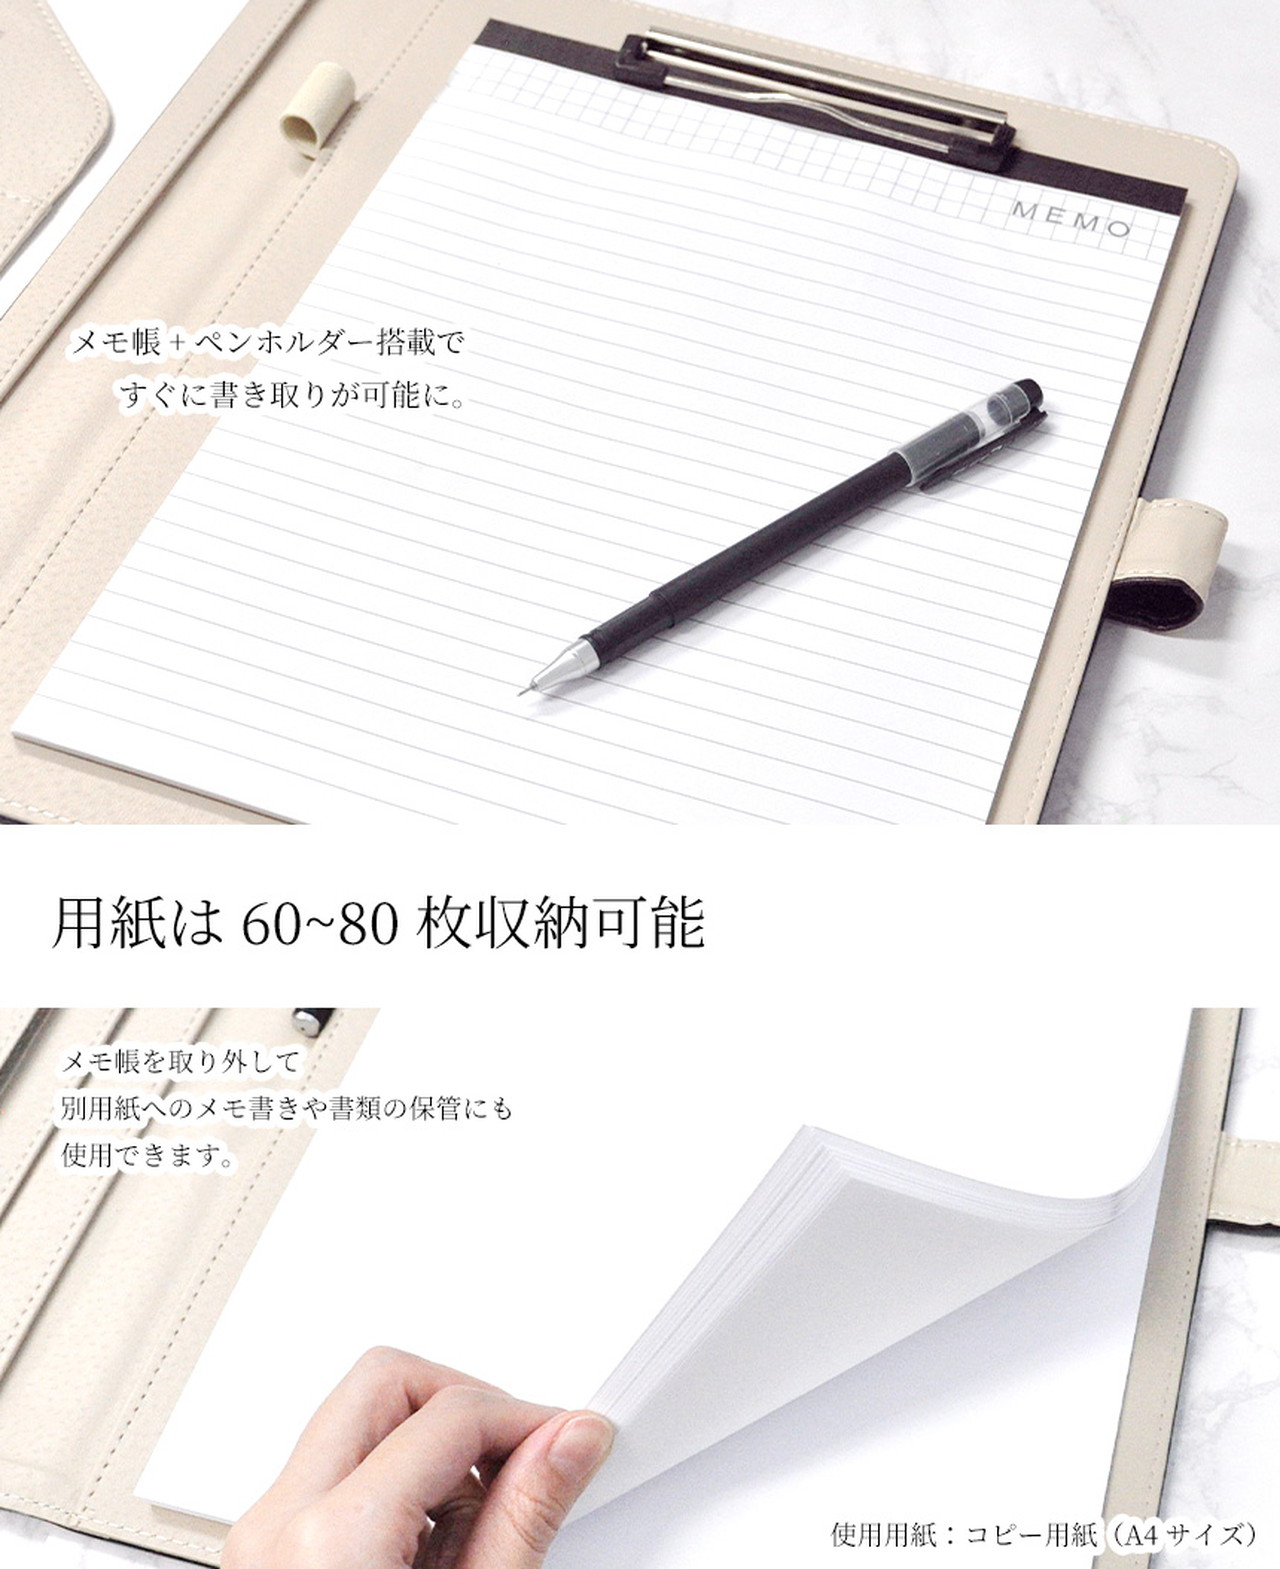 MEMO
メモ帳 + ペンホルダー搭載で
すぐに書き取りが可能に。
用紙は 60~80 枚収納可能
メモ帳を取り外して
別用紙へのメモ書きや書類の保管にも
使用できます。
使用用紙：コピー用紙（A4 サイズ）